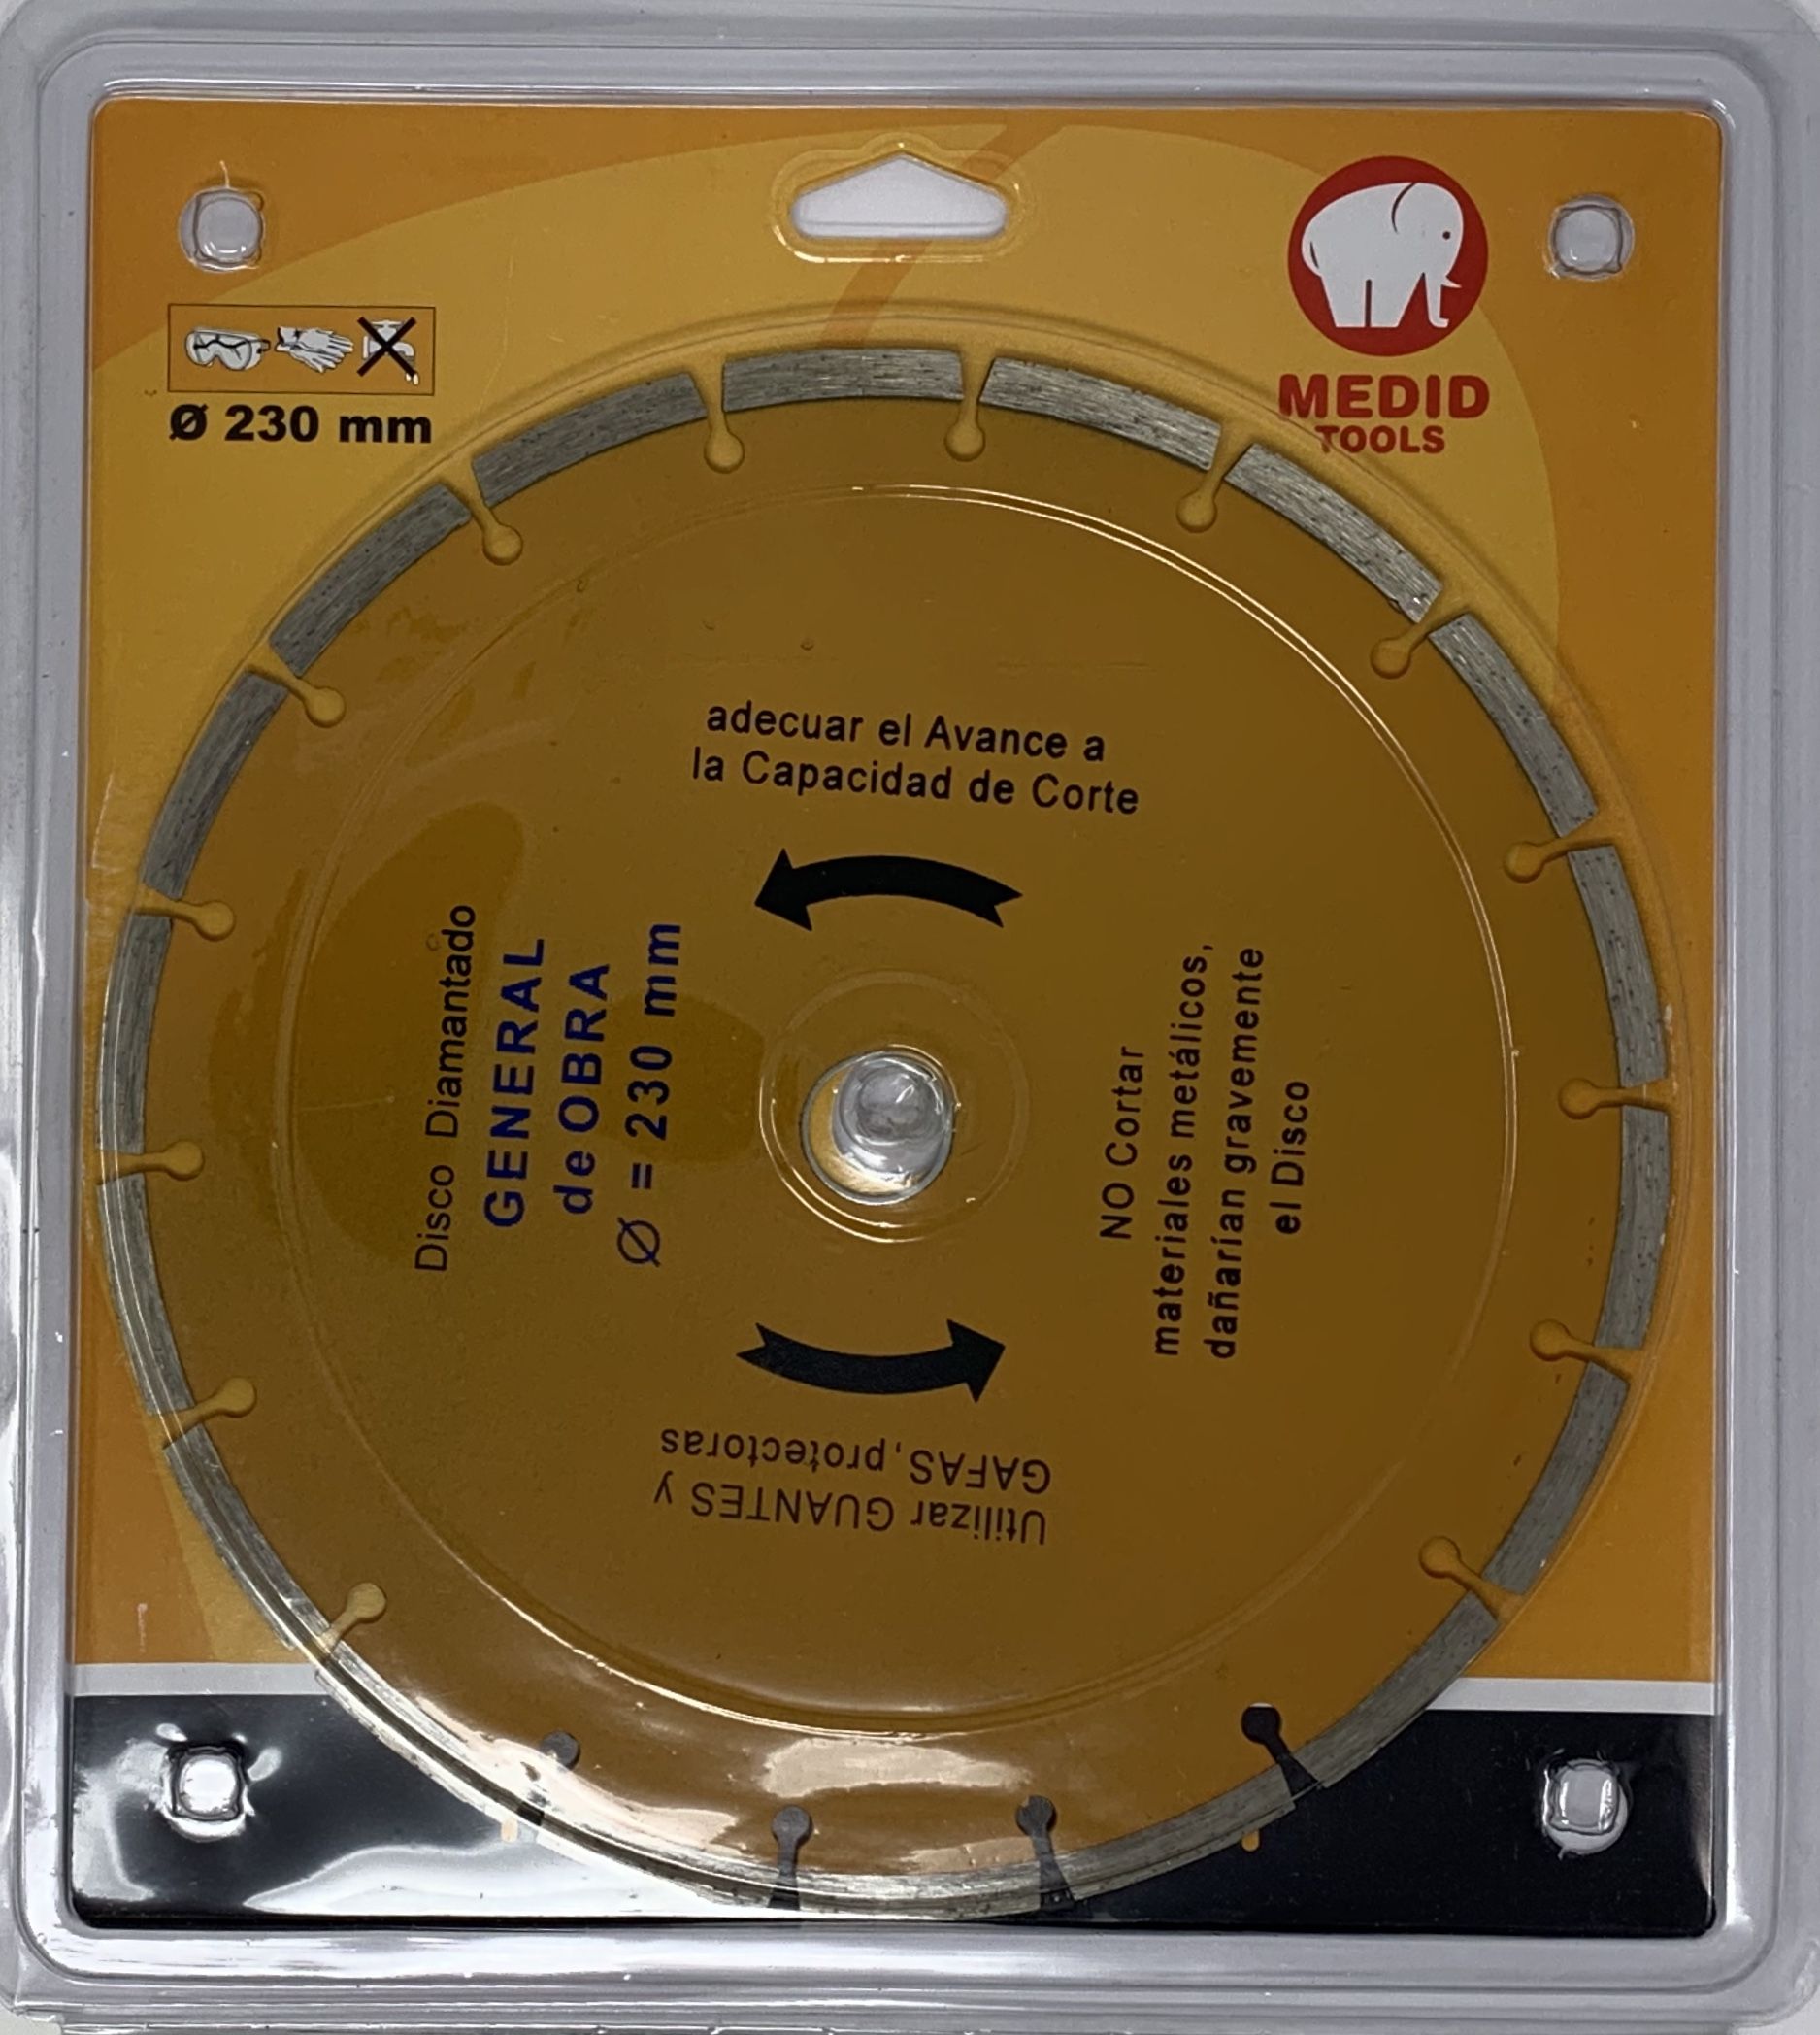 Ø 230 mm
MEDID
TOOLS
adecuar el Avance a
la Capacidad de Corte
Disco Diamantado
GENERAL
de OBRA
Ø = 230 mm
NO Cortar
materiales metálicos,
dañarían gravemente
el Disco
Utilizar GUANTES y
GAFAS, protectoras